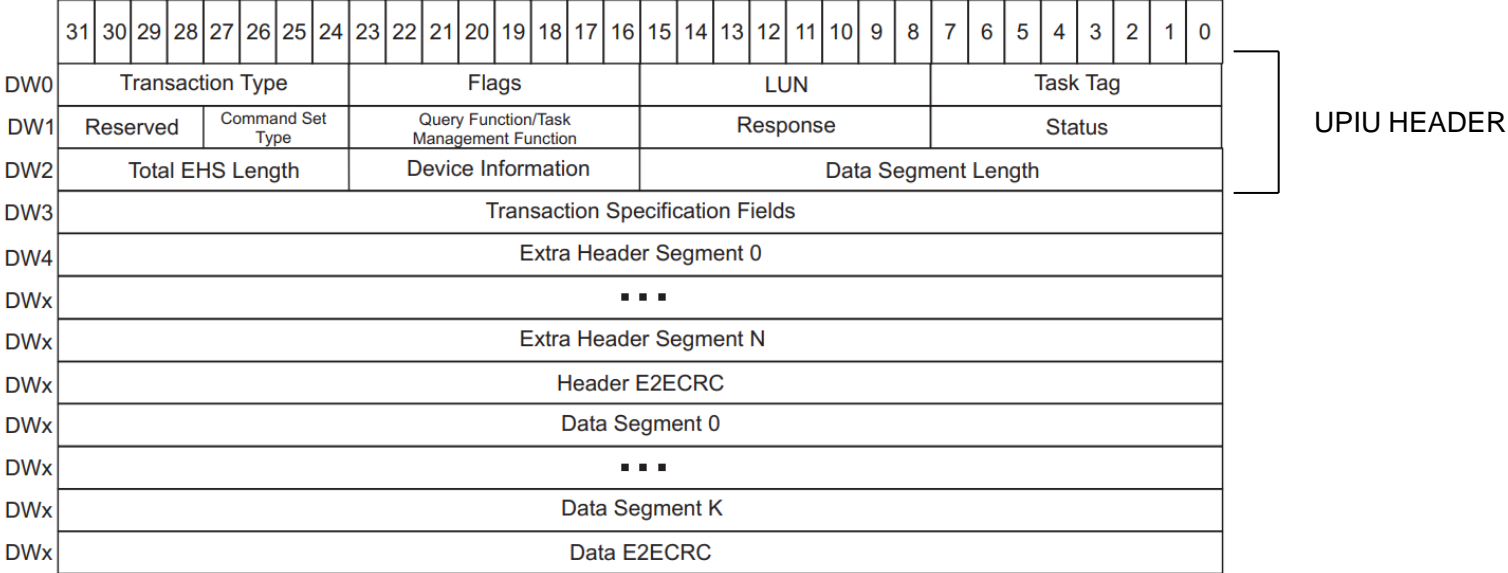 31 30 29 28 27 26 25 24 23 22 21 20 19 18 17 16 15 14 13 12 11 10 9 8 7 6 5 4 3 2 1 0
DW0 Transaction Type Flags LUN Task Tag
DW1 Reserved Command Set Type Query Function/Task Management Function Response Status
UPIU HEADER
DW2 Total EHS Length Device Information Data Segment Length
DW3 Transaction Specification Fields
DW4 Extra Header Segment 0
DWx ...
DWx Extra Header Segment N
DWx Header E2ECRC
DWx Data Segment 0
DWx ...
DWx Data Segment K
DWx Data E2ECRC